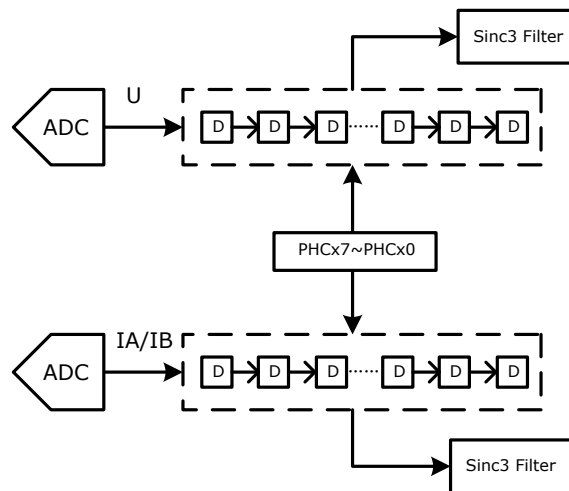 Sinc3 Filter
U
ADC
D D D D D D
PHCx7~PHCx0
IA/IB
ADC
D D D D D D
Sinc3 Filter